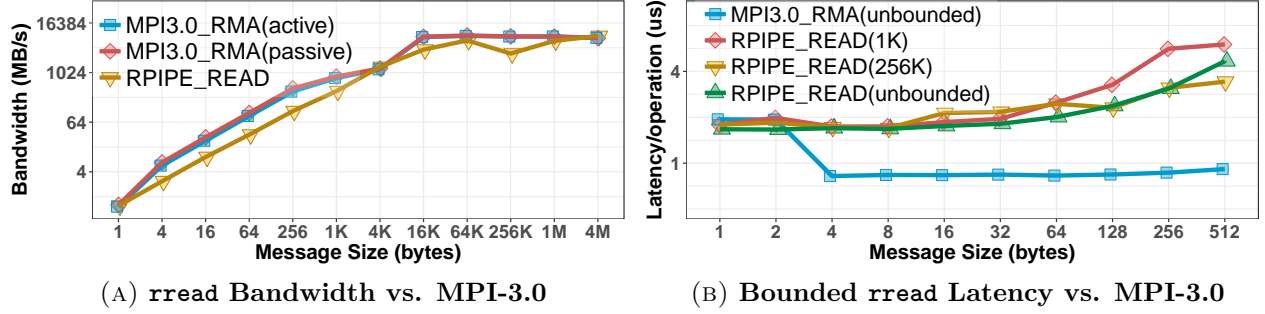 Bandwidth (MB/s)
16384
1024
64
4
MPI3.0_RMA(active)
MPI3.0_RMA(passive)
RPIPE_READ
1 4 16 64 256 1K 4K 16K 64K 256K 1M 4M
Message Size (bytes)
(A) rread Bandwidth vs. MPI-3.0
Latency/operation (us)
4
1
MPI3.0_RMA(unbounded)
RPIPE_READ(1K)
RPIPE_READ(256K)
RPIPE_READ(unbounded)
1 2 4 8 16 32 64 128 256 512
Message Size (bytes)
(B) Bounded rread Latency vs. MPI-3.0